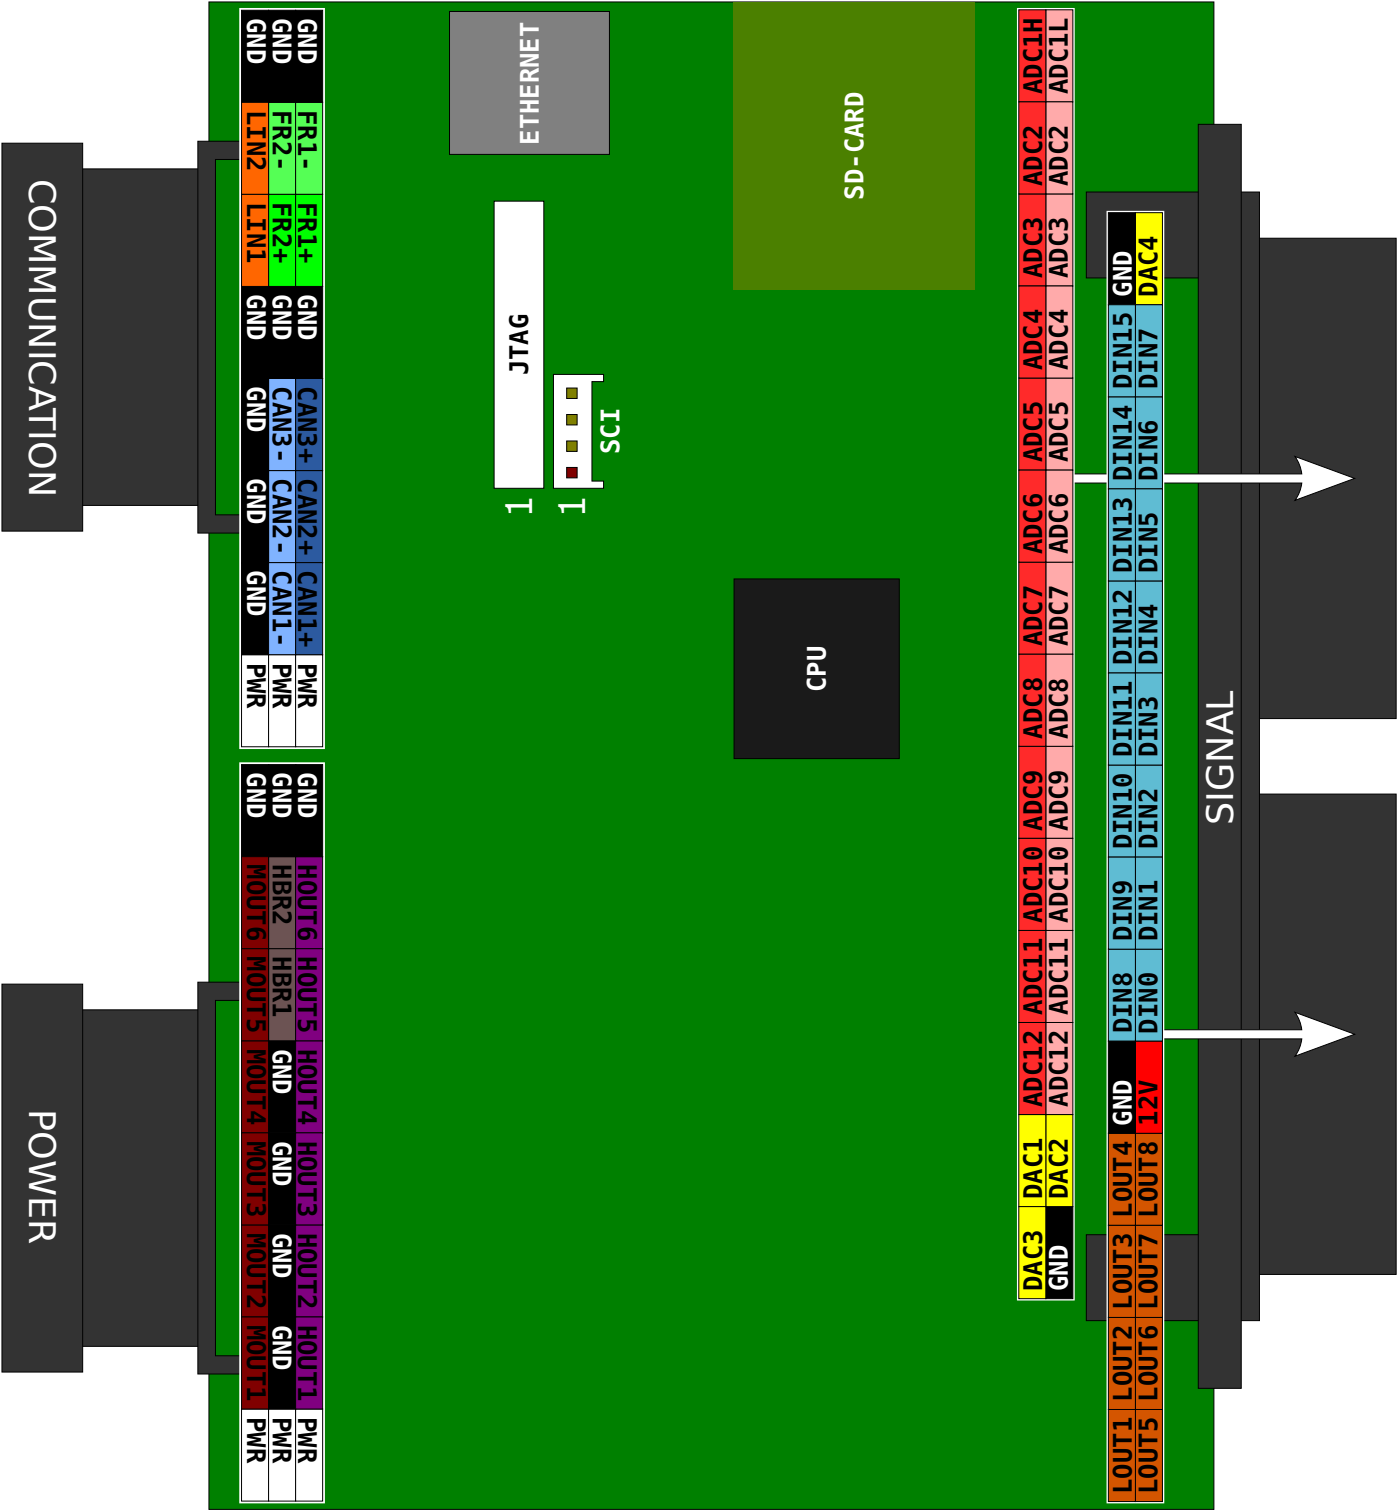 COMMUNICATION
GND GND GND
LIN2 FR2- FR1-
LIN1 FR2+ FR1+
GND GND GND
GND CAN3- CAN3+
GND CAN2- CAN2+
GND CAN1- CAN1+
PWR PWR PWR
POWER
GND GND GND
MOUT6 HBR2 HOUT6
MOUT5 HBR1 HOUT5
MOUT4 GND HOUT4
MOUT3 GND HOUT3
MOUT2 GND HOUT2
MOUT1 GND HOUT1
PWR PWR PWR
ETHERNET
SD-CARD
JTAG
1
SCI
1
CPU
ADC1H ADC1L
ADC2 ADC2
ADC3 ADC3
ADC4 ADC4
ADC5 ADC5
ADC6 ADC6
ADC7 ADC7
ADC8 ADC8
ADC9 ADC9
ADC10 ADC10
ADC11 ADC11
ADC12 ADC12
DAC1 DAC2
DAC3 GND
GND DAC4
DIN15 DIN7
DIN14 DIN6
DIN13 DIN5
DIN12 DIN4
DIN11 DIN3
DIN10 DIN2
DIN9 DIN1
DIN8 DIN0
GND 12V
LOUT4 LOUT8
LOUT3 LOUT7
LOUT2 LOUT6
LOUT1 LOUT5
SIGNAL